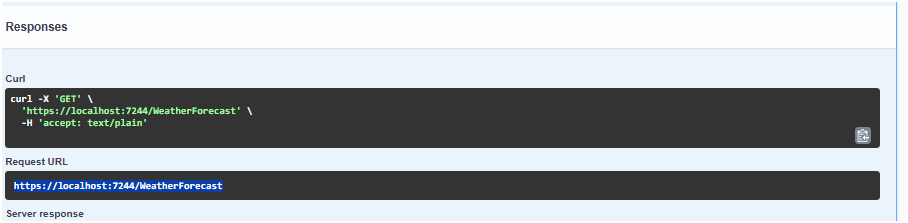 Responses
Curl
curl -X 'GET' \
'https://localhost:7244/WeatherForecast' \
-H 'accept: text/plain'
Request URL
https://localhost:7244/WeatherForecast
Server response